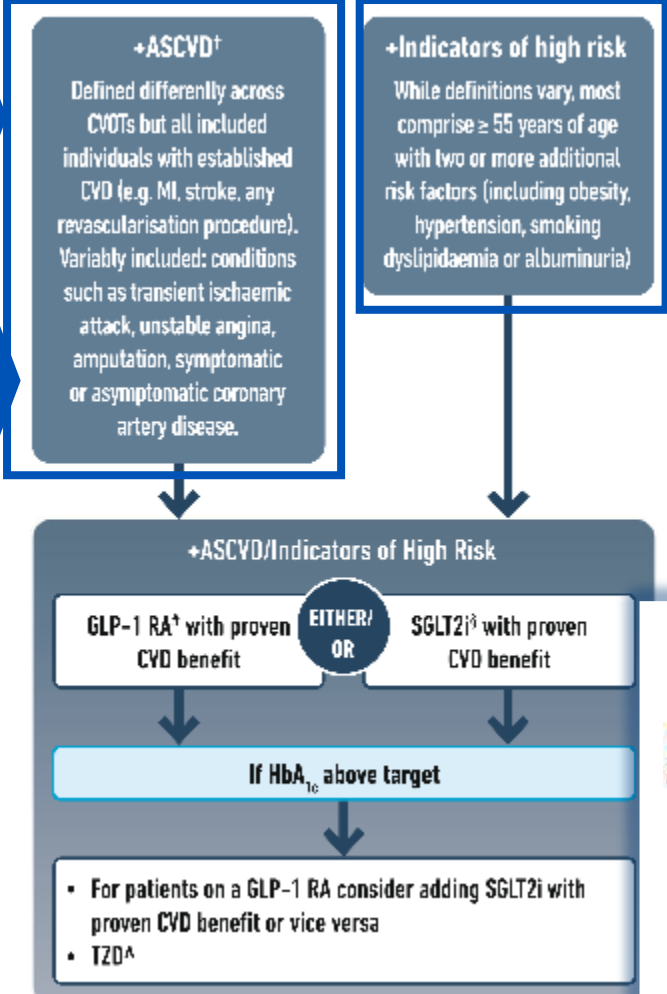 +ASCVD†
Defined differently across
CVOTs but all included
individuals with established
CVD (e.g. MI, stroke, any
revascularisation procedure).
Variably included: conditions
such as transient ischaemic
attack, unstable angina,
amputation, symptomatic
or asymptomatic coronary
artery disease.
+Indicators of high risk
While definitions vary, most
comprise ≥ 55 years of age
with two or more additional
risk factors (including obesity,
hypertension, smoking
dyslipidaemia or albuminuria)
+ASCVD/Indicators of High Risk
GLP-1 RA† with proven
CVD benefit
EITHER/
OR
SGLT2i§ with proven
CVD benefit
If HbA1c above target
• For patients on a GLP-1 RA consider adding SGLT2i with
proven CVD benefit or vice versa
• TZD^